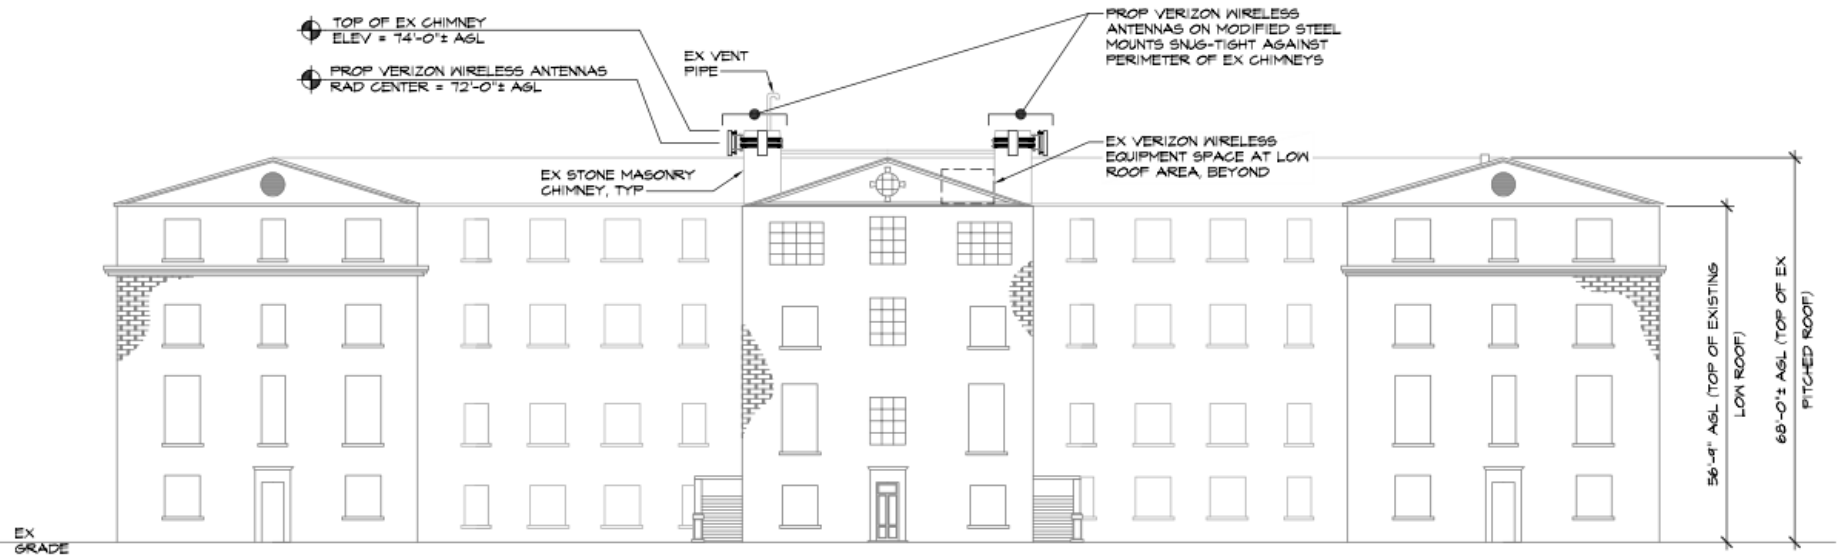 TOP OF EX CHIMNEY
ELEV = 74'-0"± AGL
PROP VERIZON WIRELESS ANTENNAS
RAD CENTER = 72'-0"± AGL
EX VENT
PIPE
PROP VERIZON WIRELESS
ANTENNAS ON MODIFIED STEEL
MOUNTS SNUG-TIGHT AGAINST
PERIMETER OF EX CHIMNEYS
EX STONE MASONRY
CHIMNEY, TYP
EX VERIZON WIRELESS
EQUIPMENT SPACE AT LOW
ROOF AREA, BEYOND
56'-9" AGL (TOP OF EXISTING
LOW ROOF)
68'-0"± AGL (TOP OF EX
PITCHED ROOF)
EX
GRADE